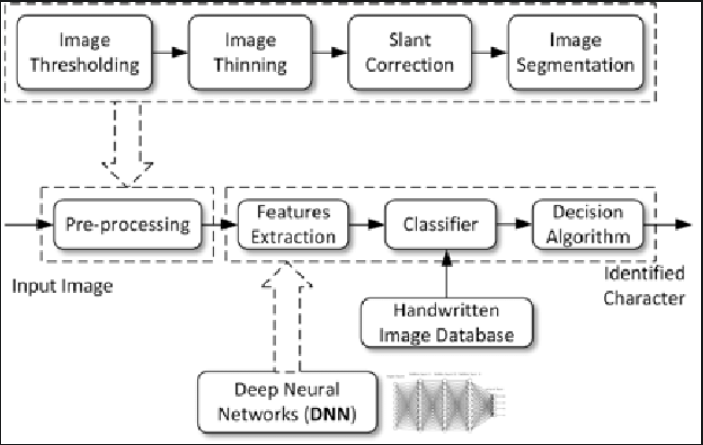 Image
Thresholding
Image
Thinning
Slant
Correction
Image
Segmentation
Pre-processing
Features
Extraction
Classifier
Decision
Algorithm
Input Image
Identified
Character
Handwritten
Image Database
Deep Neural
Networks (DNN)